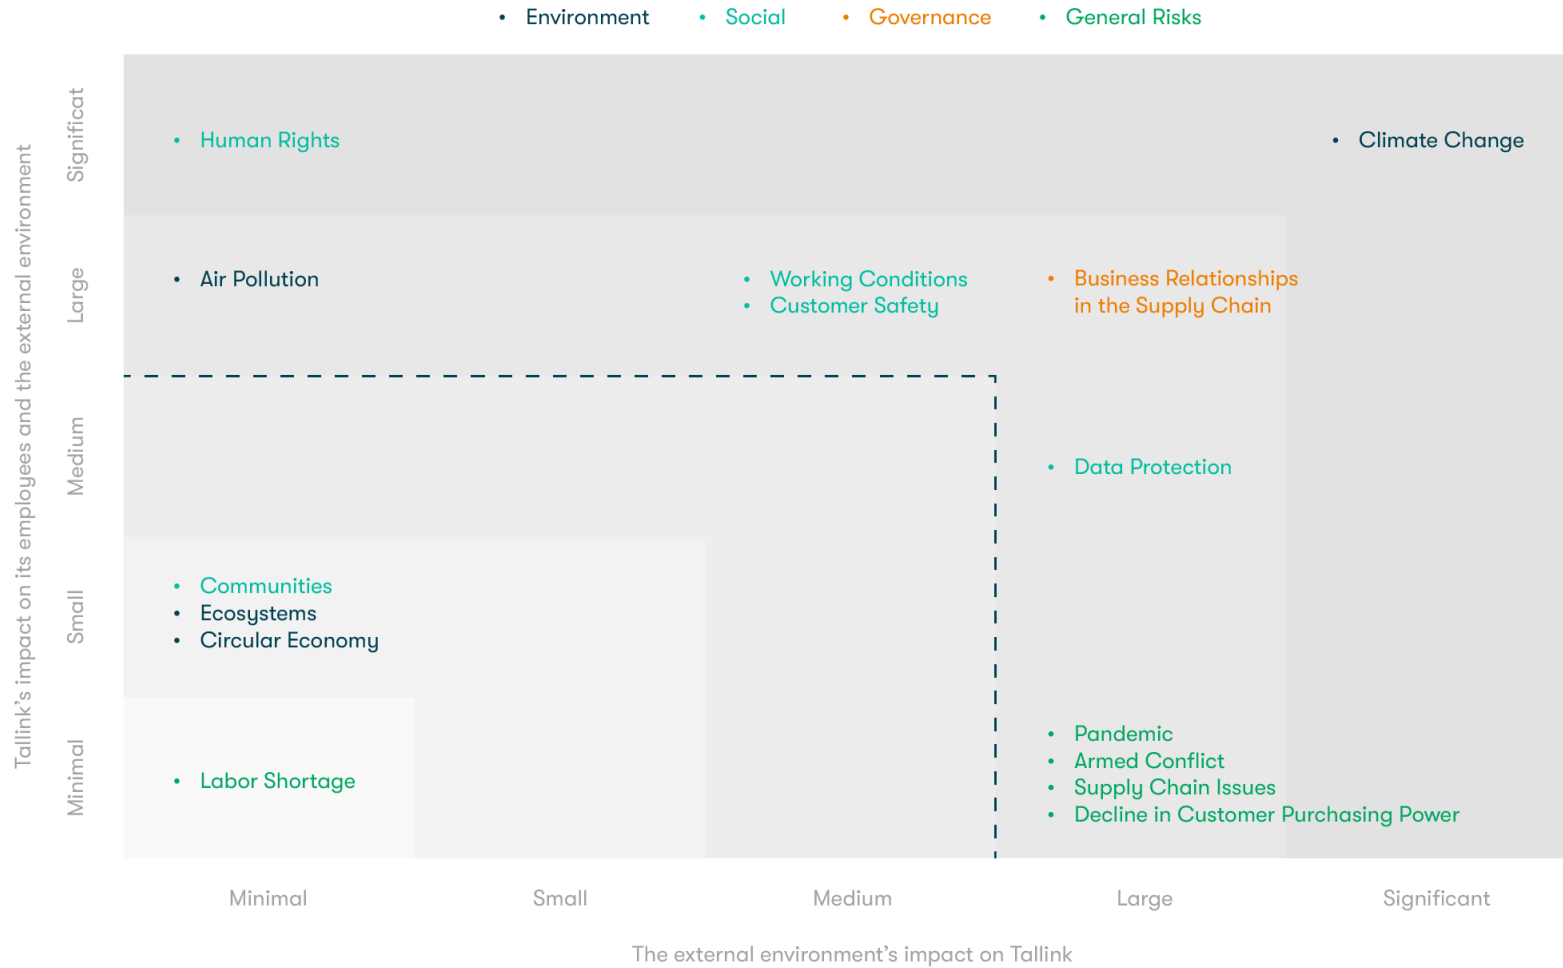 • Environment • Social • Governance • General Risks
Tallink's impact on its employees and the external environment
Significat
• Human Rights
• Climate Change
Large
• Air Pollution
• Working Conditions
• Customer Safety
• Business Relationships
in the Supply Chain
Medium
• Data Protection
Small
• Communities
• Ecosystems
• Circular Economy
Minimal
• Labor Shortage
• Pandemic
• Armed Conflict
• Supply Chain Issues
• Decline in Customer Purchasing Power
Minimal Small Medium Large Significant
The external environment's impact on Tallink